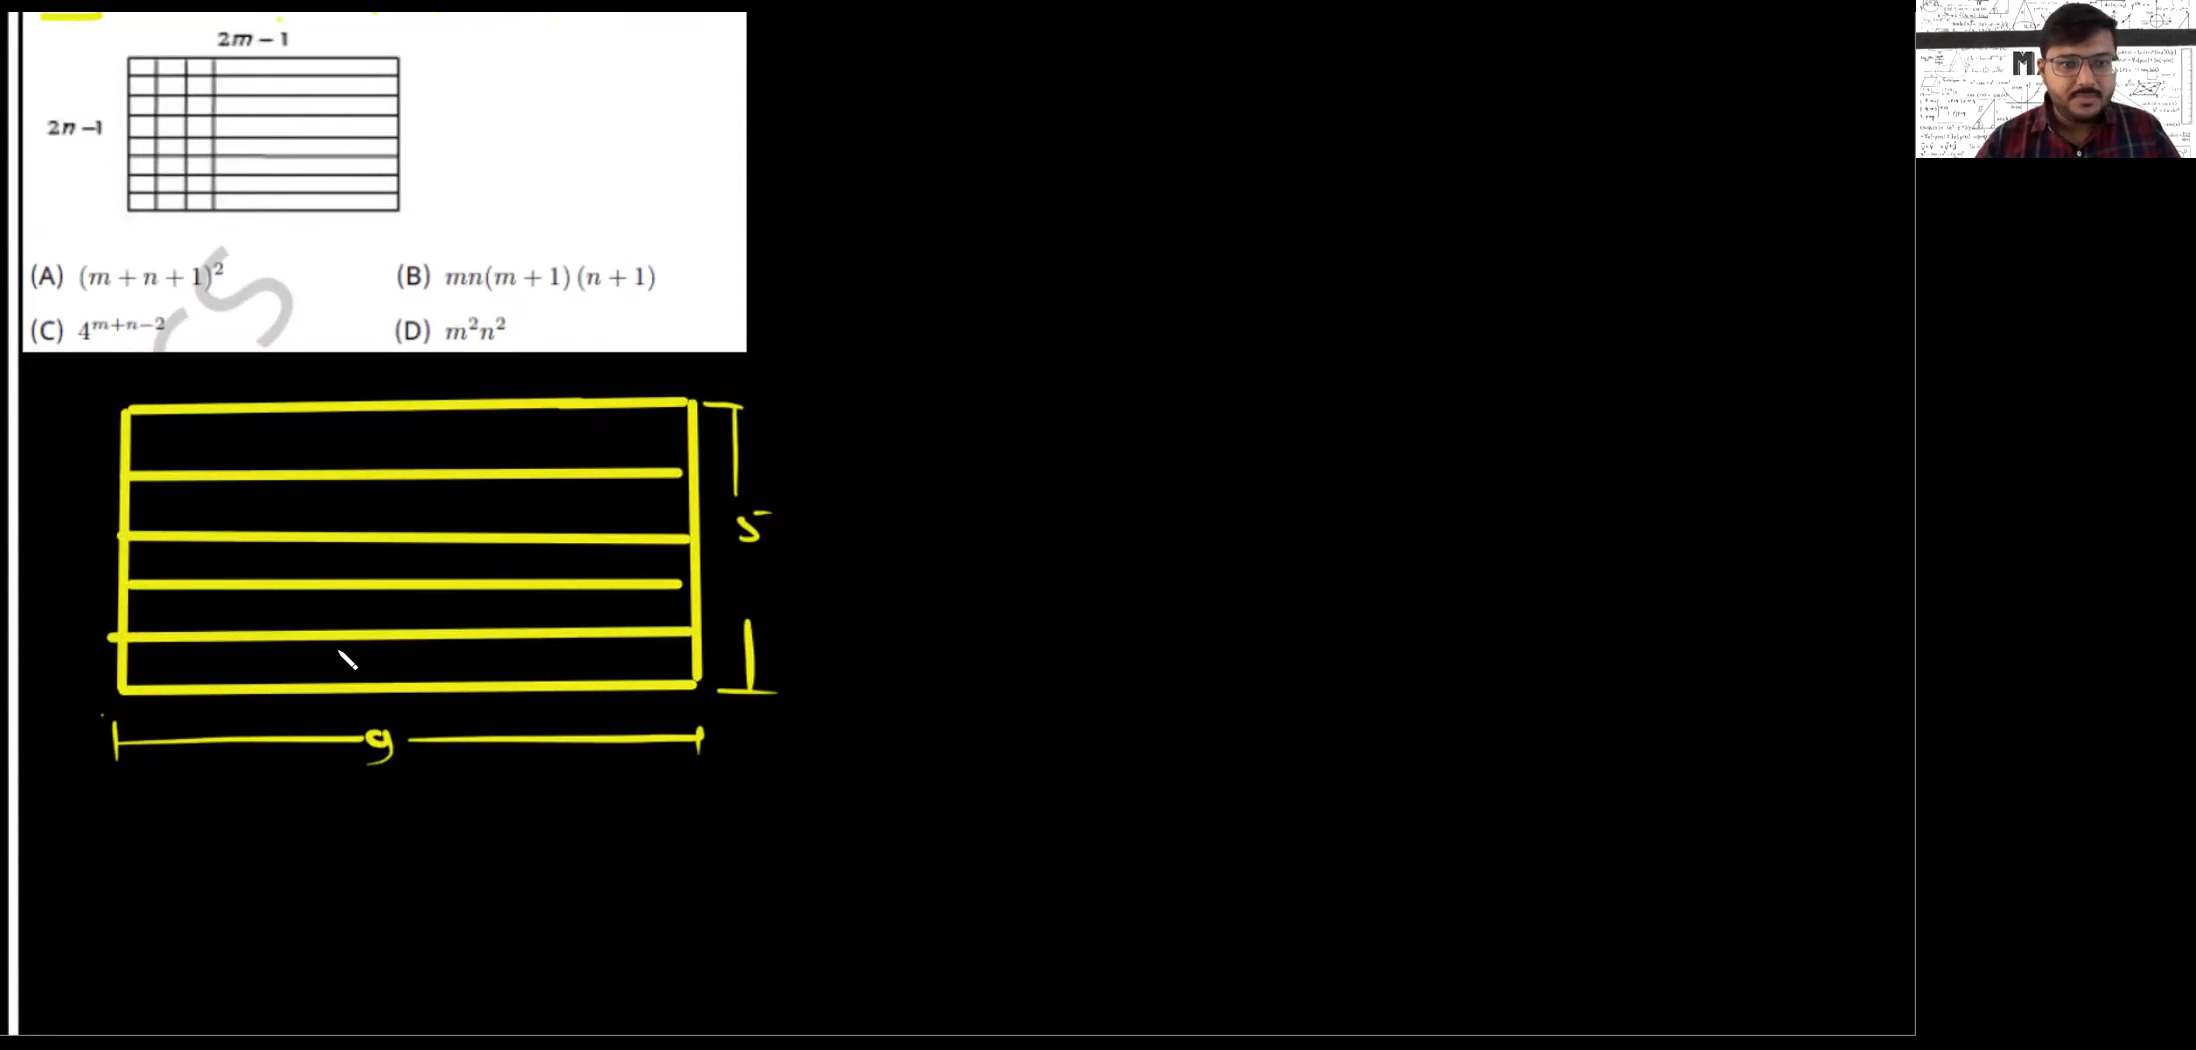 2m − 1
2n − 1
(A) (m + n + 1)² (B) mn(m + 1)(n + 1)
(C) 4^{m+n−2} (D) m²n²
5
9
M